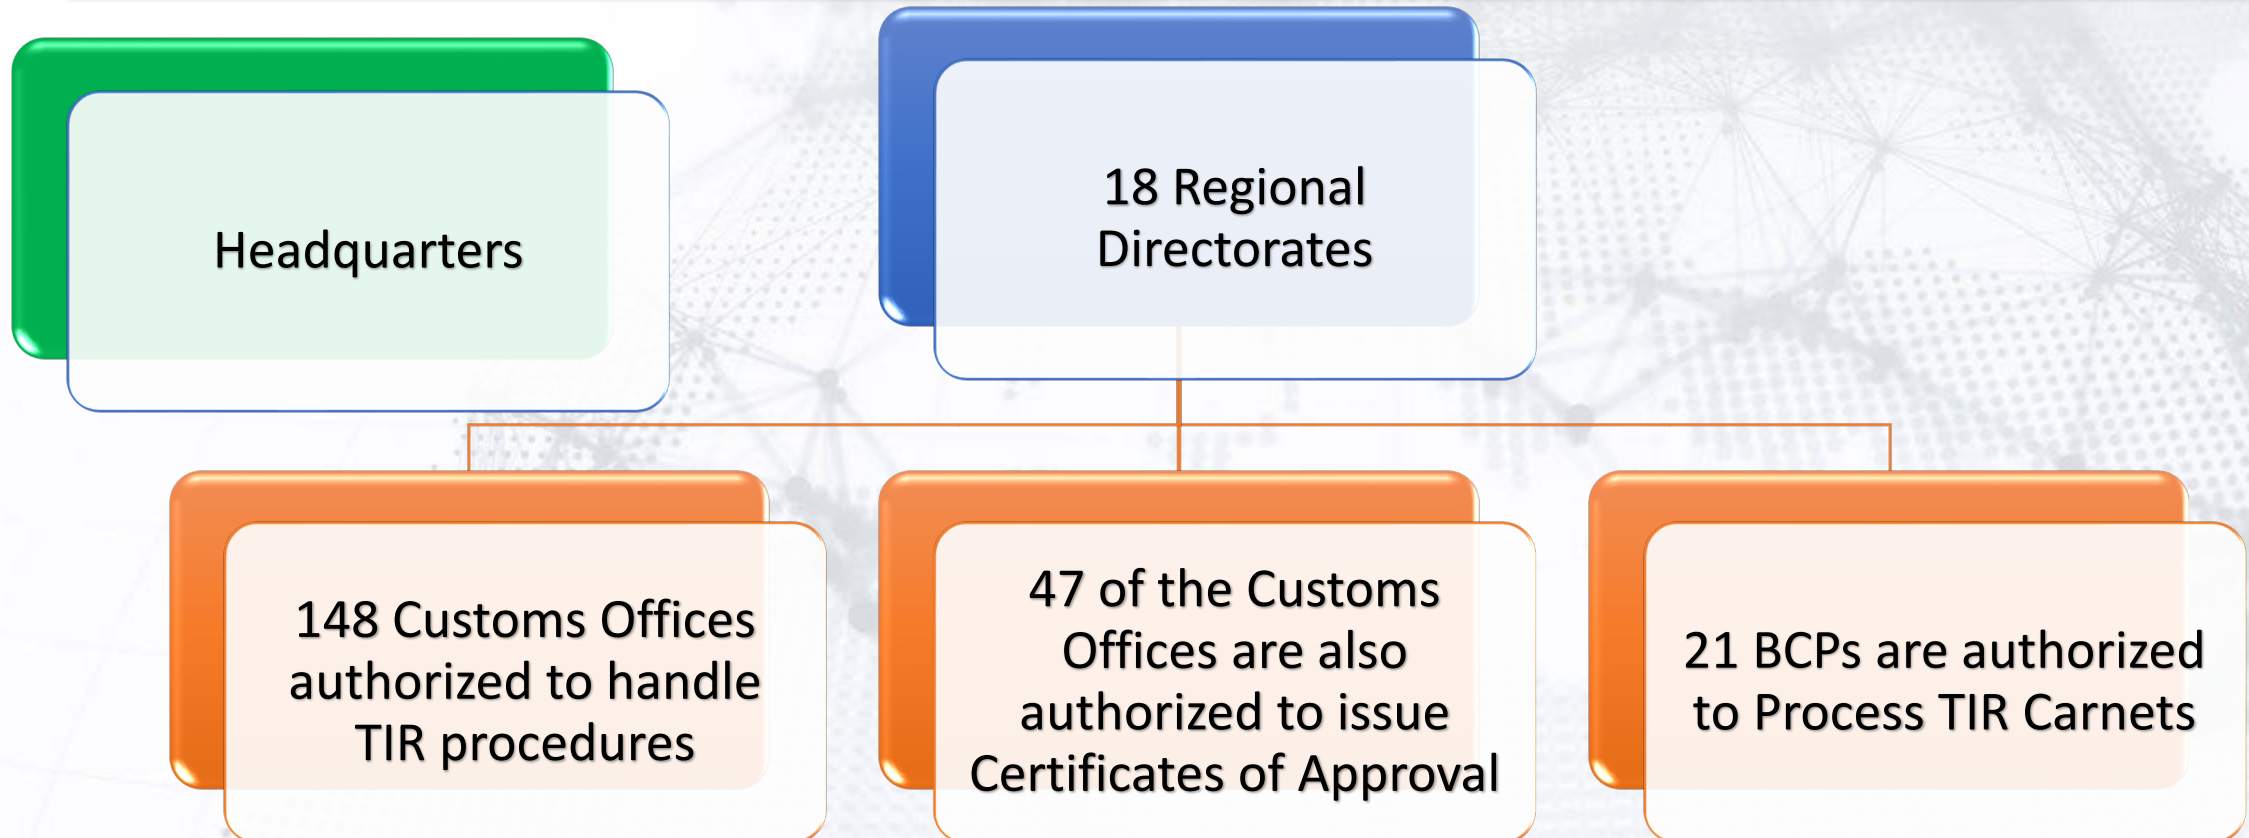 Headquarters
18 Regional
Directorates
148 Customs Offices
authorized to handle
TIR procedures
47 of the Customs
Offices are also
authorized to issue
Certificates of Approval
21 BCPs are authorized
to Process TIR Carnets